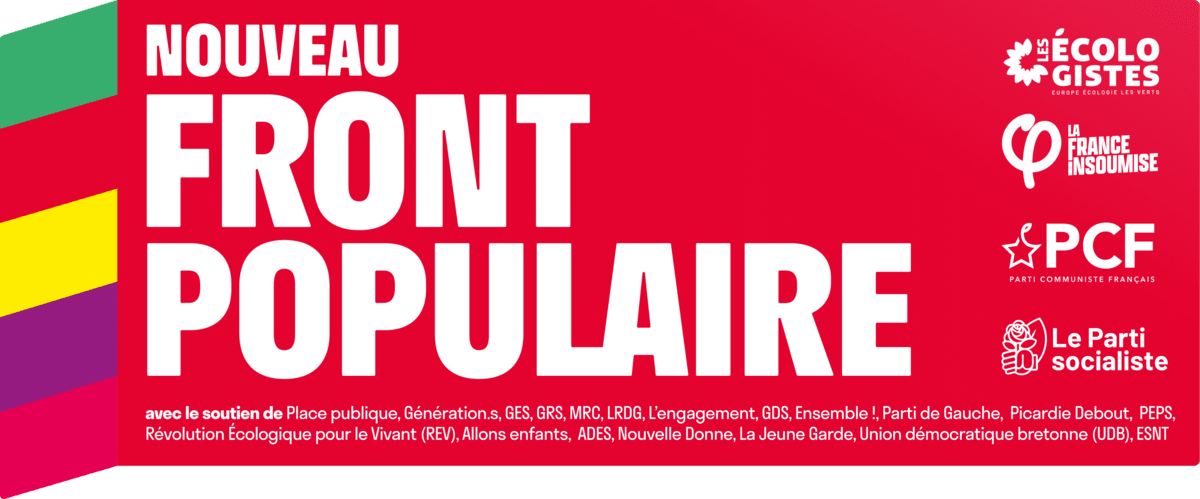 NOUVEAU
FRONT
POPULAIRE
LES ÉCOLO
GISTES
EUROPE ÉCOLOGIE LES VERTS
LA
FRANCE
INSOUMISE
PCF
PARTI COMMUNISTE FRANÇAIS
Le Parti
socialiste
avec le soutien de Place publique, Génération.s, GES, GRS, MRC, LRDG, L'engagement, GDS, Ensemble !, Parti de Gauche, Picardie Debout, PEPS,
Révolution Écologique pour le Vivant (REV), Allons enfants, ADES, Nouvelle Donne, La Jeune Garde, Union démocratique bretonne (UDB), ESNT